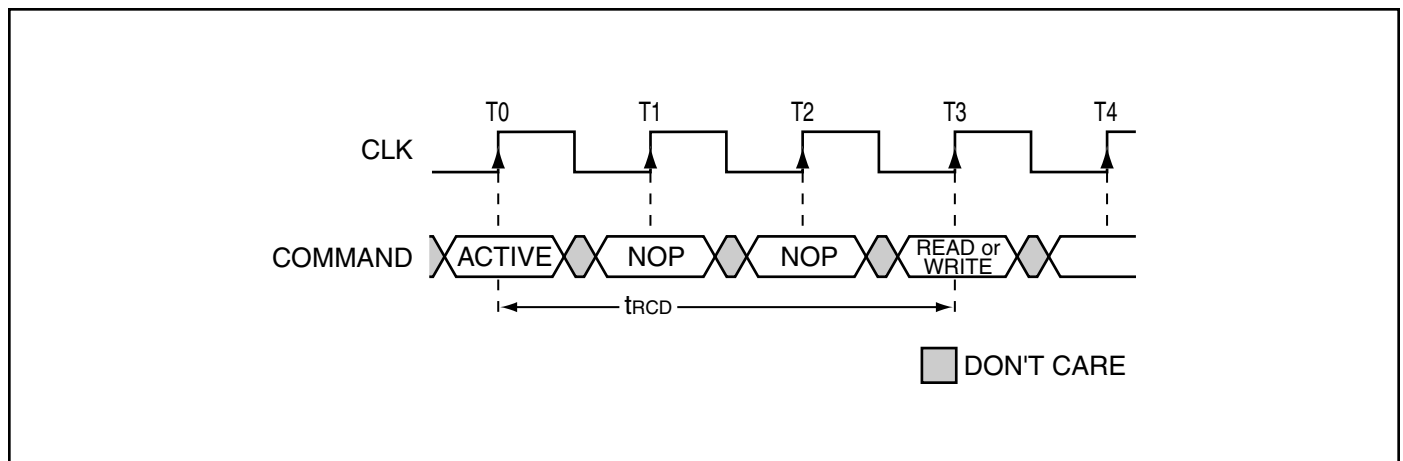 T0 T1 T2 T3 T4
CLK
COMMAND ACTIVE NOP NOP READ or
WRITE
tRCD
DON'T CARE